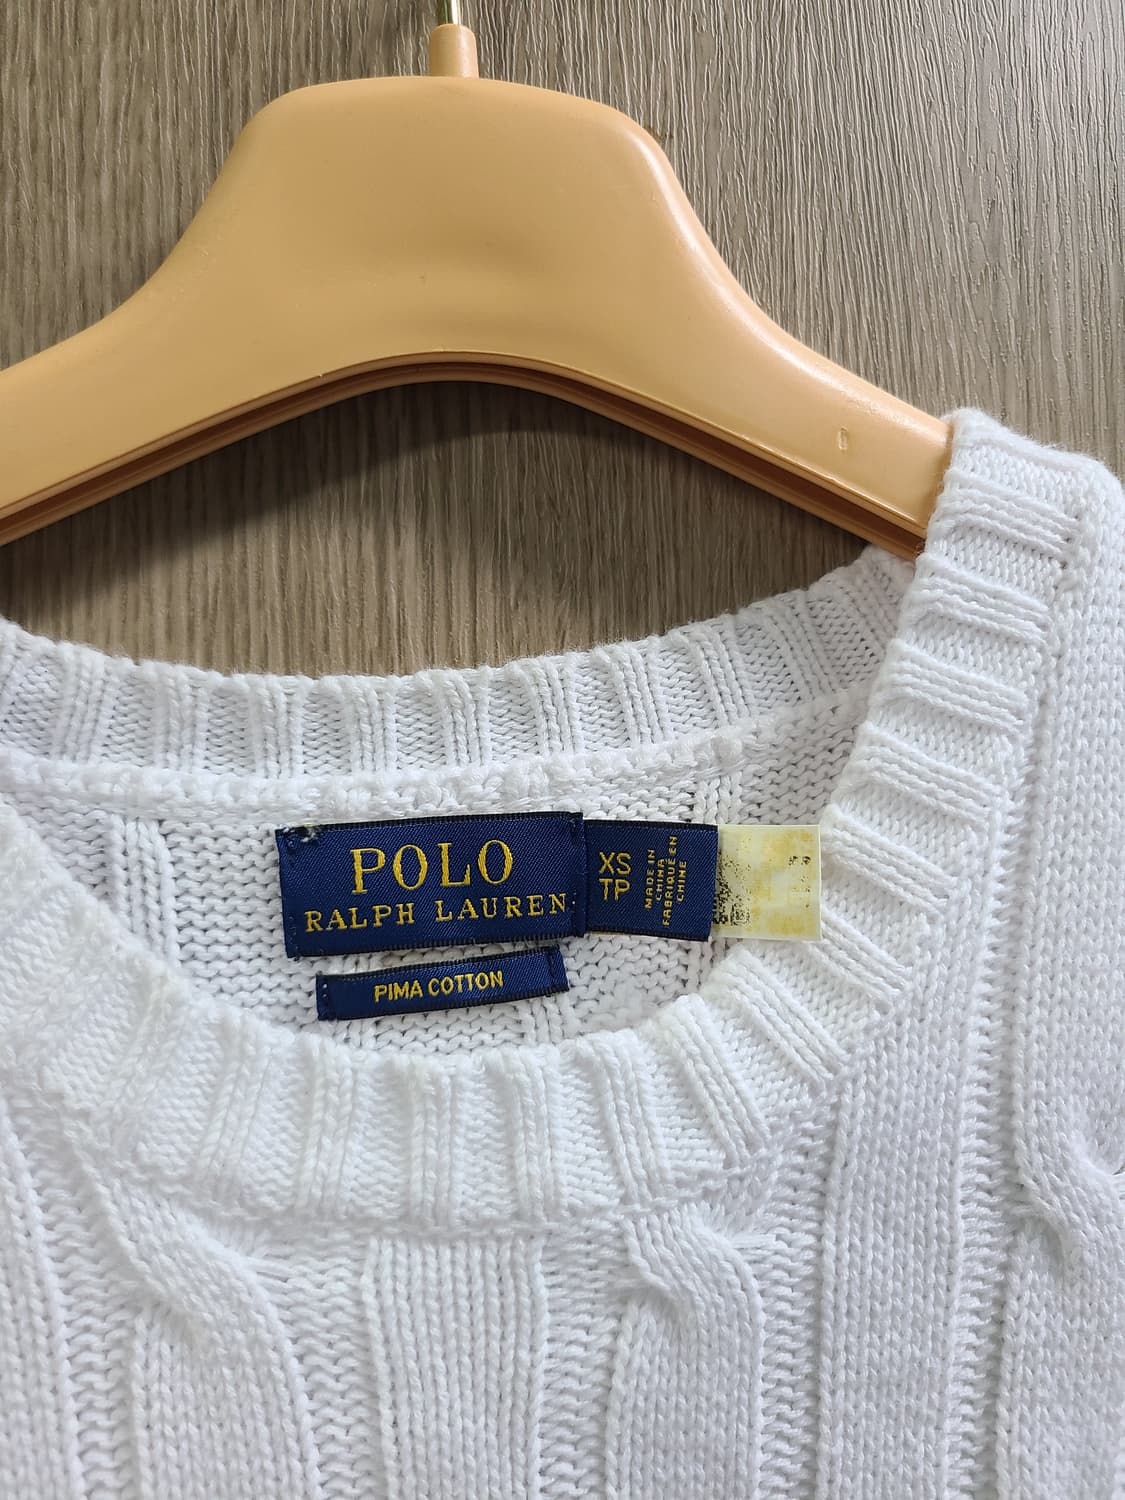 POLO
RALPH LAUREN
XS
TP
MADE IN
CHINA
FABRIQUÉ EN
CHINE
PIMA COTTON